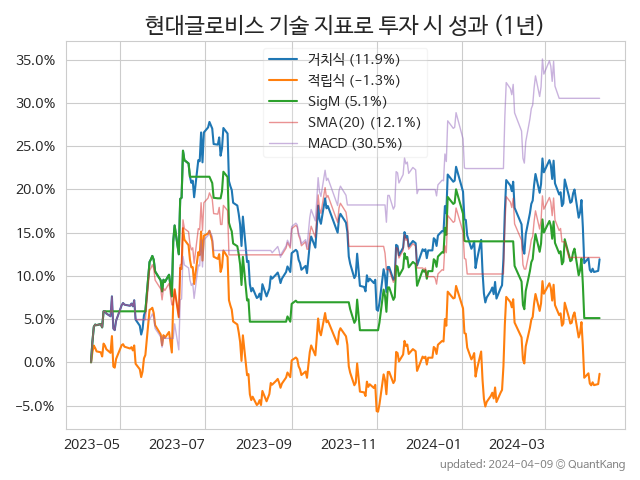 현대글로비스 기술 지표로 투자 시 성과 (1년)
35.0%
30.0%
25.0%
20.0%
15.0%
10.0%
5.0%
0.0%
−5.0%
거치식 (11.9%)
적립식 (−1.3%)
SigM (5.1%)
SMA(20) (12.1%)
MACD (30.5%)
2023-05 2023-07 2023-09 2023-11 2024-01 2024-03
updated: 2024-04-09 © QuantKang